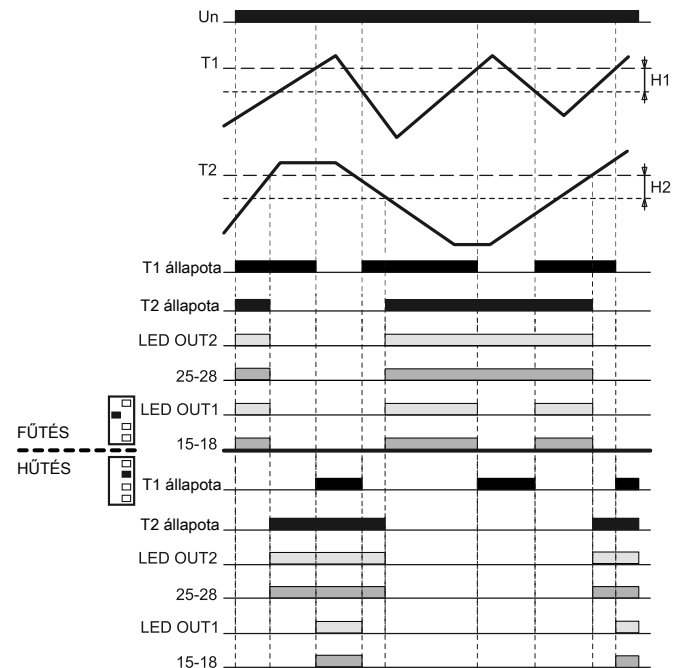 Un
T1
H1
T2
H2
T1 állapota
T2 állapota
LED OUT2
25-28
LED OUT1
15-18
FŰTÉS
HŰTÉS
T1 állapota
T2 állapota
LED OUT2
25-28
LED OUT1
15-18